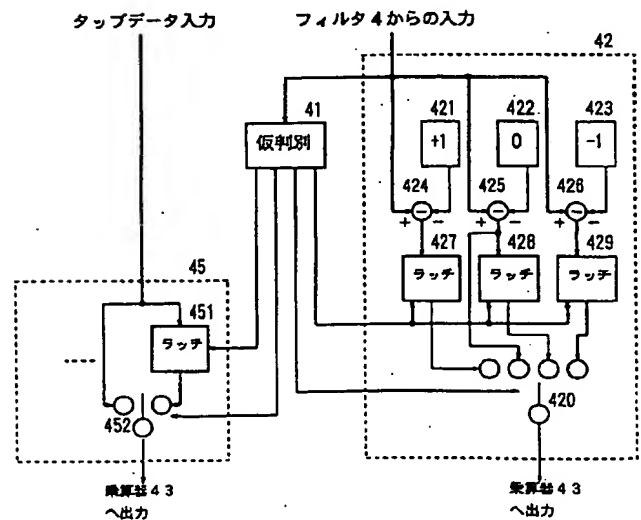 タップデータ入力
フィルタ4からの入力
42
41
仮判別
421
422
423
+1
0
-1
424
425
426
+ - -
+ - -
+ - -
427
428
429
ラッチ
ラッチ
ラッチ
45
451
ラッチ
452
420
乗算器43
へ出力
乗算器43
へ出力